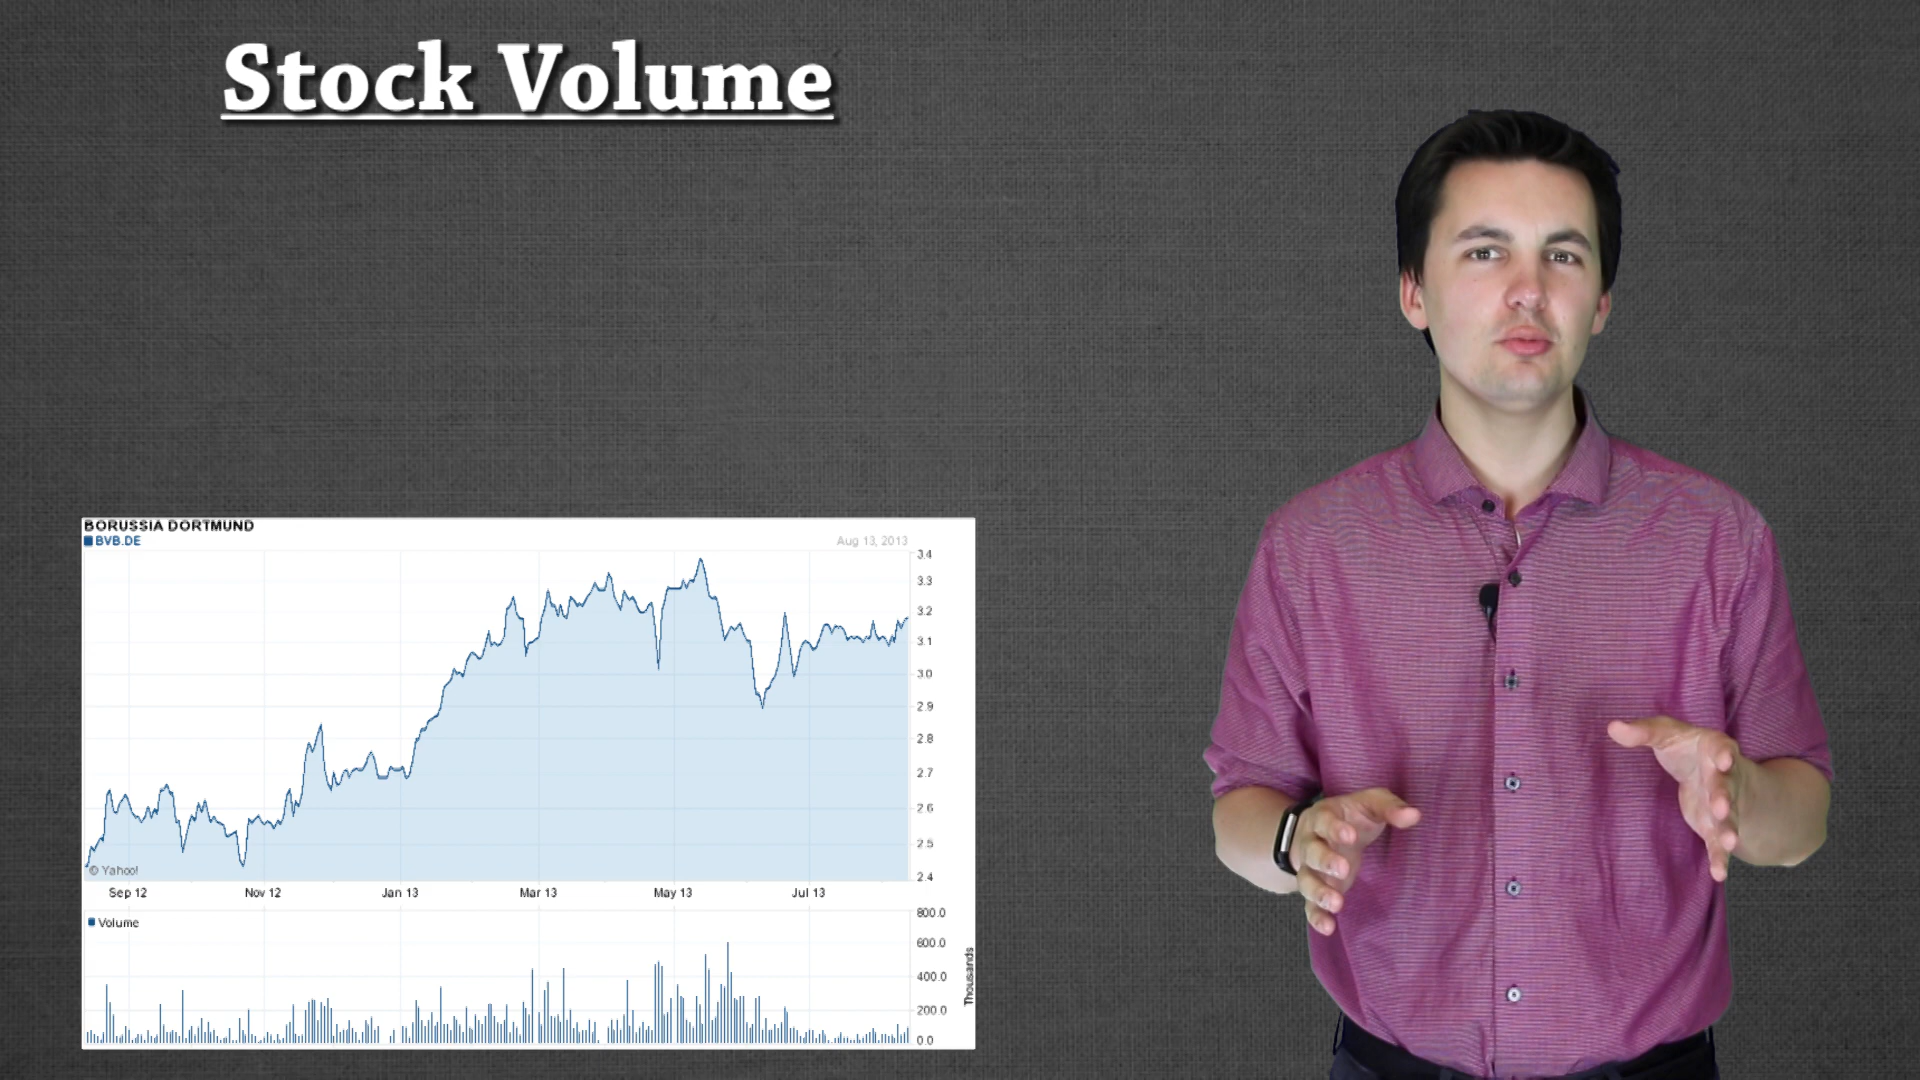 Stock Volume
BORUSSIA DORTMUND
BVB.DE
Aug 13, 2013
3.4
3.3
3.2
3.1
3.0
2.9
2.8
2.7
2.6
2.5
2.4
© Yahoo!
Sep 12 Nov 12 Jan 13 Mar 13 May 13 Jul 13
Volume
800.0
600.0
400.0
200.0
0.0
Thousands